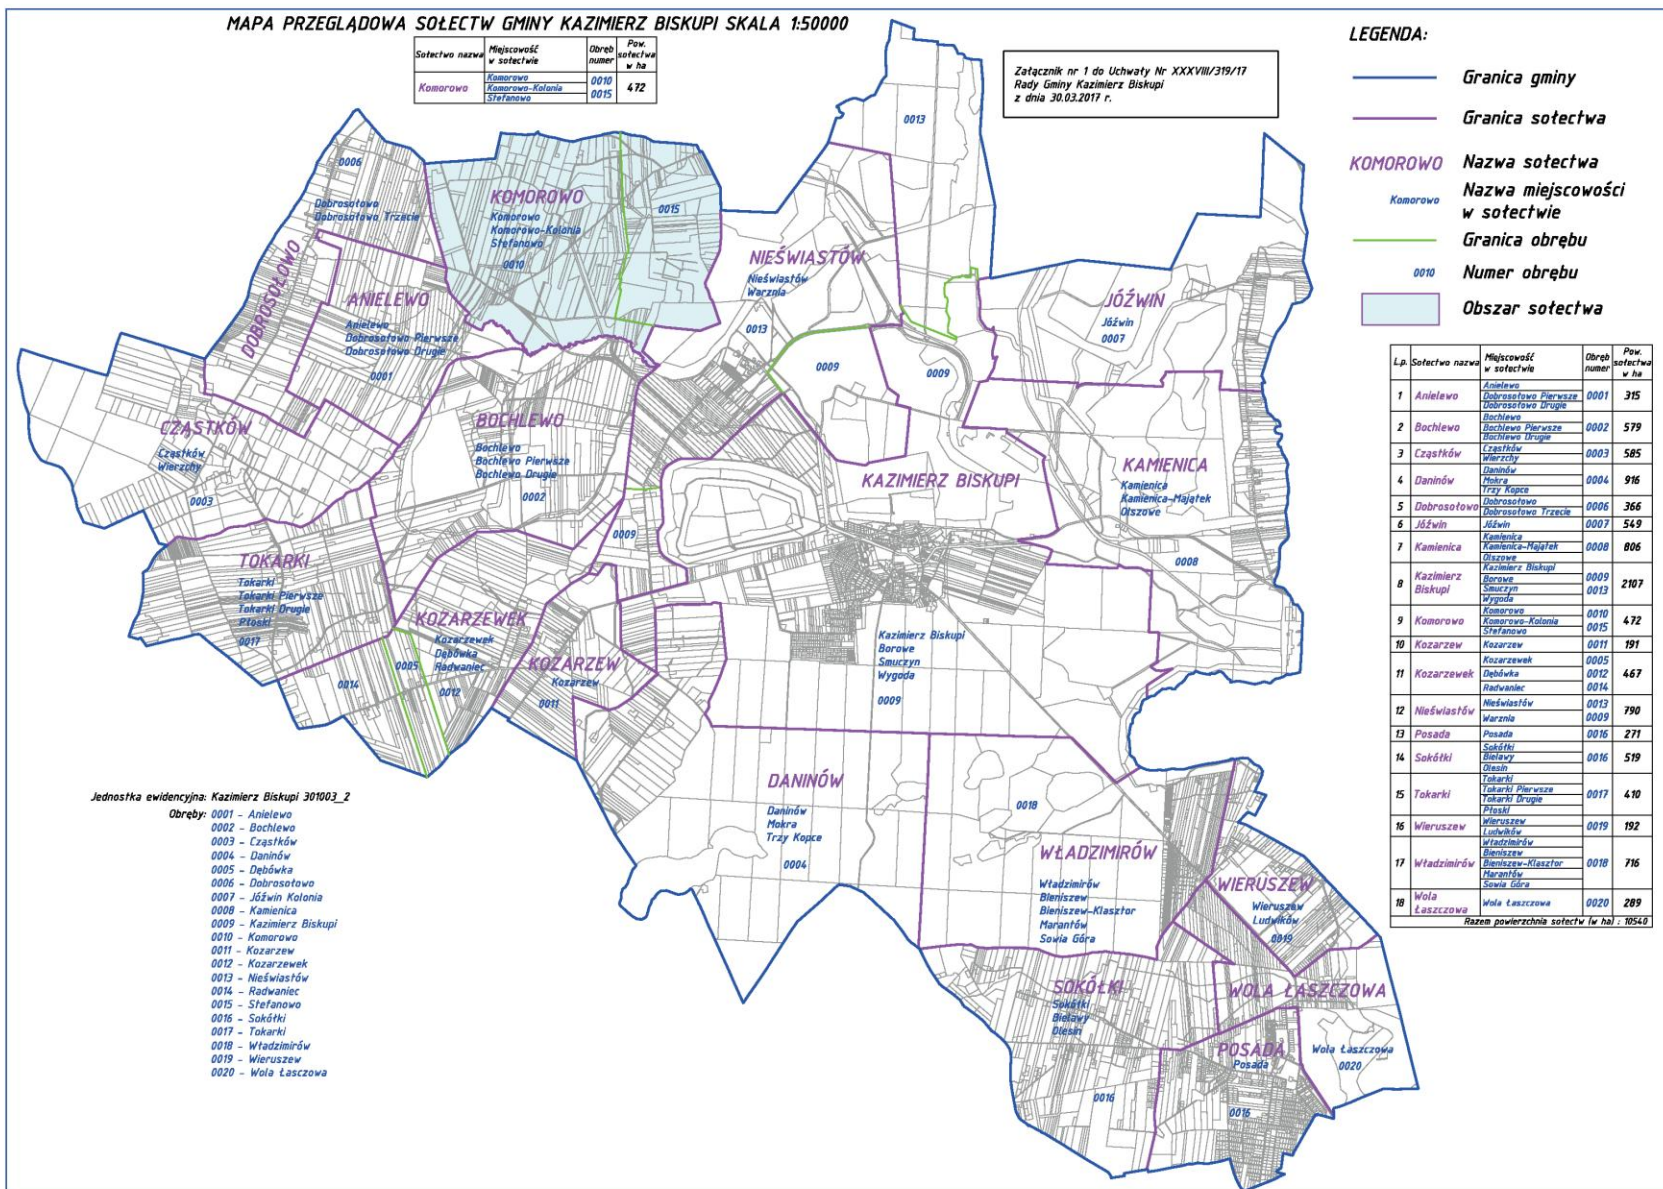 MAPA PRZEGLĄDOWA SOŁECTW GMINY KAZIMIERZ BISKUPI SKALA 1:50000
Sołectwo nazwa Miejscowość w sołectwie Obręb numer Pow. sołectwa w ha
Komorowo Komorowo 0010 472
Komorowo-Kolonia
Stefanowo 0015
Załącznik nr 1 do Uchwały Nr XXXVIII/319/17
Rady Gminy Kazimierz Biskupi
z dnia 30.03.2017 r.
LEGENDA:
Granica gminy
Granica sołectwa
KOMOROWO Nazwa sołectwa
Komorowo Nazwa miejscowości
w sołectwie
Granica obrębu
0010 Numer obrębu
Obszar sołectwa
0006
Dobrosołowo
Dobrosołowo Trzecie
DOBROSOŁOWO
KOMOROWO
Komorowo
Komorowo-Kolonia
Stefanowo
0010
0015
0013
NIEŚWIASTÓW
Nieświastów
Warznia
0013
0009
0009
JÓŹWIN
Jóźwin
0007
ANIELEWO
Anielewo
Dobrosołowo Pierwsze
Dobrosołowo Drugie
0001
CZĄSTKÓW
Cząstków
Wierzchy
0003
BOCHLEWO
Bochlewo
Bochlewo Pierwsze
Bochlewo Drugie
0002
0009
KAZIMIERZ BISKUPI
KAMIENICA
Kamienica
Kamienica-Majątek
Olszowe
0008
TOKARKI
Tokarki
Tokarki Pierwsze
Tokarki Drugie
Płoski
0017
KOZARZEWEK
Kozarzewek
Dębówka
Radwaniec
0005
0012
0014
KOZARZEW
Kozarzew
0011
Kazimierz Biskupi
Borowe
Smuczyn
Wygoda
0009
DANINÓW
Daninów
Mokra
Trzy Kopce
0004
0018
WŁADZIMIRÓW
Władzimirów
Bieniszew
Bieniszew-Klasztor
Marantów
Sowia Góra
WIERUSZEW
Wieruszew
Ludwików
0019
SOKÓŁKI
Sokółki
Bielawy
Olesin
0016
WOLA ŁASZCZOWA
Wola Łaszczowa
0020
POSADA
Posada
0016
Jednostka ewidencyjna: Kazimierz Biskupi 301003_2
Obręby: 0001 - Anielewo
0002 - Bochlewo
0003 - Cząstków
0004 - Daninów
0005 - Dębówka
0006 - Dobrosołowo
0007 - Jóźwin Kolonia
0008 - Kamienica
0009 - Kazimierz Biskupi
0010 - Komorowo
0011 - Kozarzew
0012 - Kozarzewek
0013 - Nieświastów
0014 - Radwaniec
0015 - Stefanowo
0016 - Sokółki
0017 - Tokarki
0018 - Władzimirów
0019 - Wieruszew
0020 - Wola Łasczowa
L.p. Sołectwo nazwa Miejscowość w sołectwie Obręb numer Pow. sołectwa w ha
1 Anielewo Anielewo 0001 315
Dobrosołowo Pierwsze
Dobrosołowo Drugie
2 Bochlewo Bochlewo 0002 579
Bochlewo Pierwsze
Bochlewo Drugie
3 Cząstków Cząstków 0003 585
Wierzchy
4 Daninów Daninów 0004 916
Mokra
Trzy Kopce
5 Dobrosołowo Dobrosołowo 0006 366
Dobrosołowo Trzecie
6 Jóźwin Jóźwin 0007 549
7 Kamienica Kamienica 0008 806
Kamienica-Majątek
Olszowe
8 Kazimierz Biskupi Kazimierz Biskupi 0009 2107
Borowe 0013
Smuczyn
Wygoda
9 Komorowo Komorowo 0010 472
Komorowo-Kolonia
Stefanowo 0015
10 Kozarzew Kozarzew 0011 191
11 Kozarzewek Kozarzewek 0005 467
Dębówka 0012
Radwaniec 0014
12 Nieświastów Nieświastów 0013 790
Warznia 0009
13 Posada Posada 0016 271
14 Sokółki Sokółki 0016 519
Bielawy
Olesin
15 Tokarki Tokarki 0017 410
Tokarki Pierwsze
Tokarki Drugie
Płoski
16 Wieruszew Wieruszew 0019 192
Ludwików
17 Władzimirów Władzimirów 0018 716
Bieniszew
Bieniszew-Klasztor
Marantów
Sowia Góra
18 Wola Łaszczowa Wola Łaszczowa 0020 289
Razem powierzchnia sołectw (w ha) : 10540